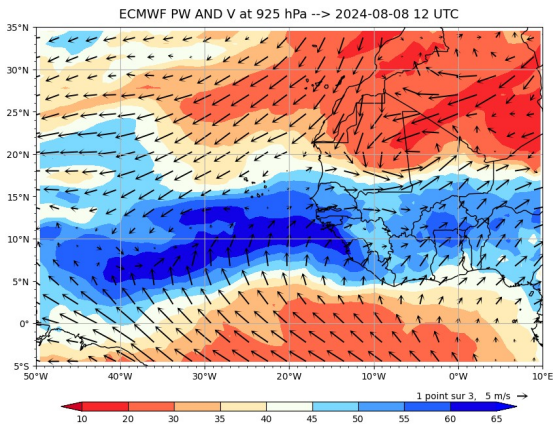 ECMWF PW AND V at 925 hPa --> 2024-08-08 12 UTC
35°N
30°N
25°N
20°N
15°N
10°N
5°N
0°
5°S
50°W 40°W 30°W 20°W 10°W 0°W 10°E
1 point sur 3, 5 m/s
10 20 30 35 40 45 50 55 60 65